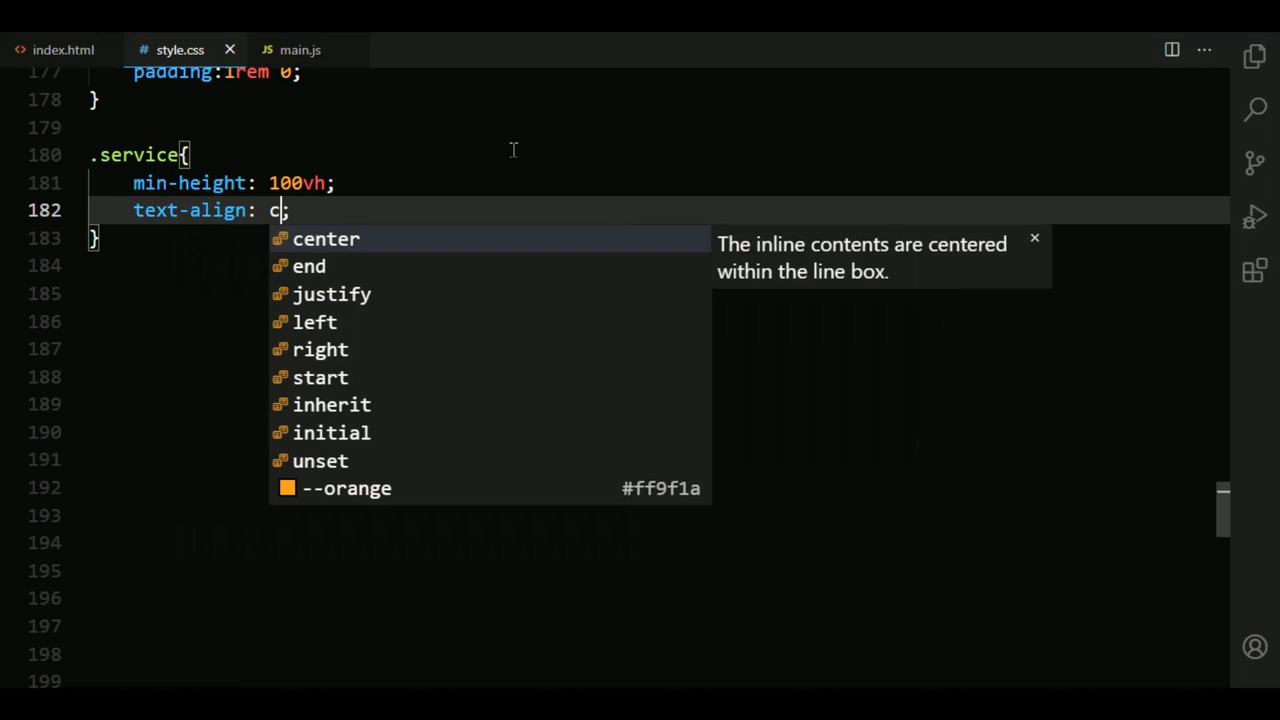 <> index.html # style.css × JS main.js ···
177 padding:1rem 0;
178 }
179
180 .service{
181 min-height: 100vh;
182 text-align: c;
183 }
184
185
186
187
188
189
190
191
192
193
194
195
196
197
198
199
center
end
justify
left
right
start
inherit
initial
unset
--orange #ff9f1a
The inline contents are centered ×
within the line box.